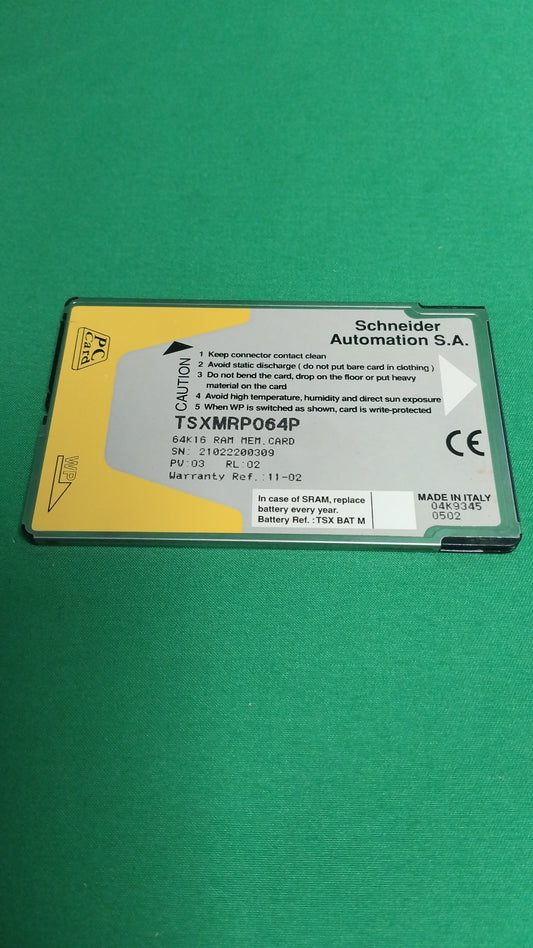 PC
Card
WP
Schneider
Automation S.A.
CAUTION
1 Keep connector contact clean
2 Avoid static discharge ( do not put bare card in clothing )
3 Do not bend the card, drop on the floor or put heavy
material on the card
4 Avoid high temperature, humidity and direct sun exposure
5 When WP is switched as shown, card is write-protected
TSXMRP064P
64K16 RAM MEM.CARD
SN: 21022200309
PV:03 RL:02
Warranty Ref.:11-02
In case of SRAM, replace
battery every year.
Battery Ref. :TSX BAT M
CE
MADE IN ITALY
04K9345
0502